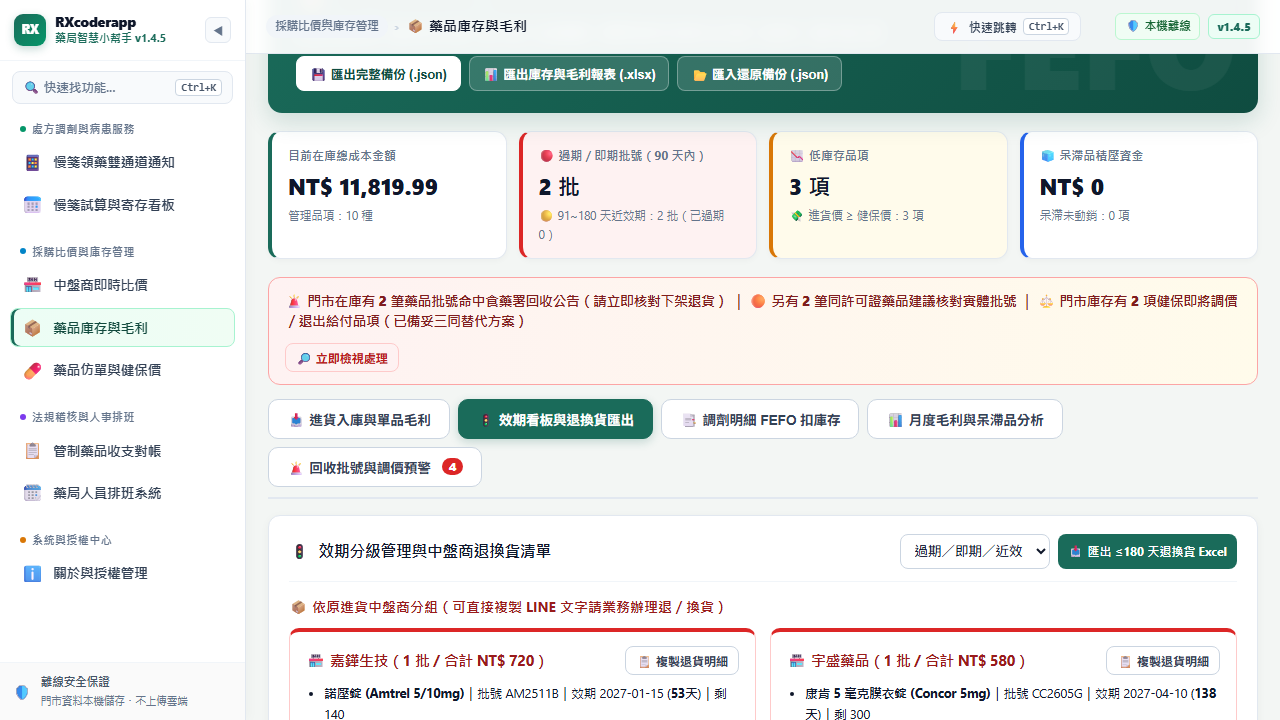 RX
RXcoderapp
藥局智慧小幫手 v1.4.5
◀
快速找功能...
Ctrl+K
處方調劑與病患服務
慢箋領藥雙通道通知
慢箋試算與寄存看板
採購比價與庫存管理
中盤商即時比價
藥品庫存與毛利
藥品仿單與健保價
法規稽核與人事排班
管制藥品收支對帳
藥局人員排班系統
系統與授權中心
關於與授權管理
離線安全保證
門市資料本機儲存 · 不上傳雲端
採購比價與庫存管理 › 藥品庫存與毛利
快速跳轉 Ctrl+K
本機離線
v1.4.5
匯出完整備份 (.json)
匯出庫存與毛利報表 (.xlsx)
匯入還原備份 (.json)
FEFO
目前在庫總成本金額
NT$ 11,819.99
管理品項：10 種
過期 / 即期批號（90 天內）
2 批
91~180 天近效期：2 批（已過期
0）
低庫存品項
3 項
進貨價 ≥ 健保價：3 項
呆滯品積壓資金
NT$ 0
呆滯未動銷：0 項
門市在庫有 2 筆藥品批號命中食藥署回收公告（請立即核對下架退貨）｜ 另有 2 筆同許可證藥品建議核對實體批號 ｜ 門市庫存有 2 項健保即將調價
/ 退出給付品項（已備妥三同替代方案）
立即檢視處理
進貨入庫與單品毛利
效期看板與退換貨匯出
調劑明細 FEFO 扣庫存
月度毛利與呆滯品分析
回收批號與調價預警 4
效期分級管理與中盤商退換貨清單
過期／即期／近效
匯出 ≤180 天退換貨 Excel
依原進貨中盤商分組（可直接複製 LINE 文字請業務辦理退 / 換貨）
嘉鏵生技（1 批 / 合計 NT$ 720）
複製退貨明細
諾壓錠 (Amtrel 5/10mg)｜批號 AM2511B｜效期 2027-01-15 (53天)｜剩
140
宇盛藥品（1 批 / 合計 NT$ 580）
複製退貨明細
康肯 5 毫克膜衣錠 (Concor 5mg)｜批號 CC2605G｜效期 2027-04-10 (138
天)｜剩 300